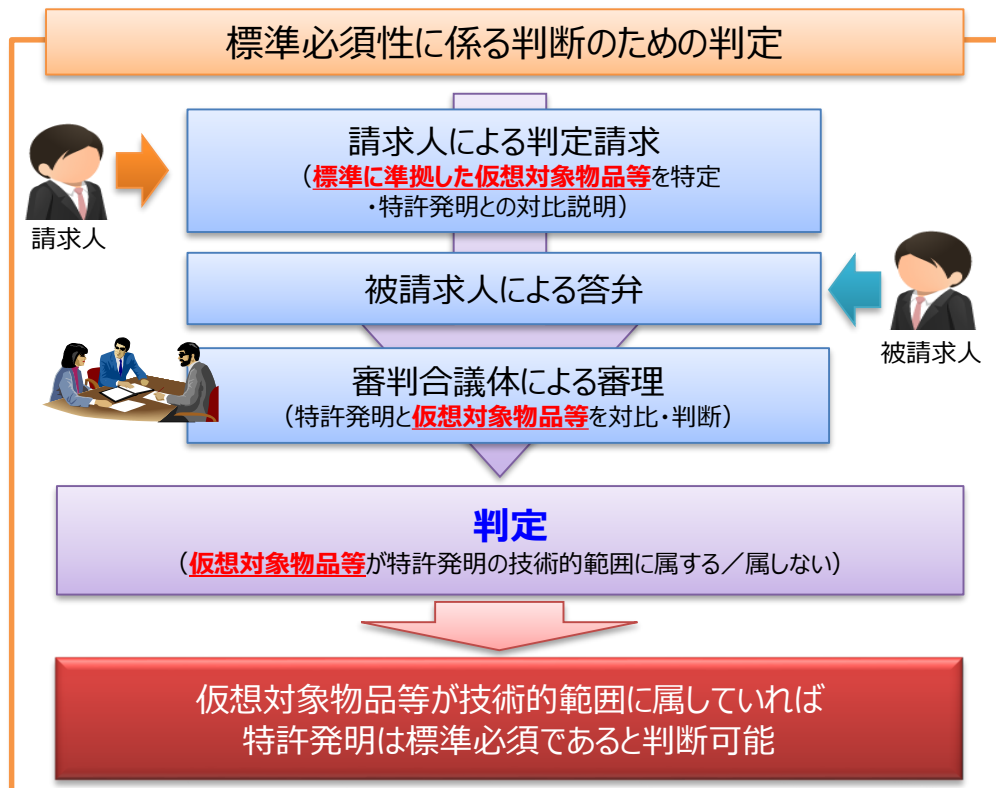 標準必須性に係る判断のための判定
請求人による判定請求
（標準に準拠した仮想対象物品等を特定
・特許発明との対比説明）
請求人
被請求人による答弁
被請求人
審判合議体による審理
（特許発明と仮想対象物品等を対比・判断）
判定
（仮想対象物品等が特許発明の技術的範囲に属する／属しない）
仮想対象物品等が技術的範囲に属していれば
特許発明は標準必須であると判断可能